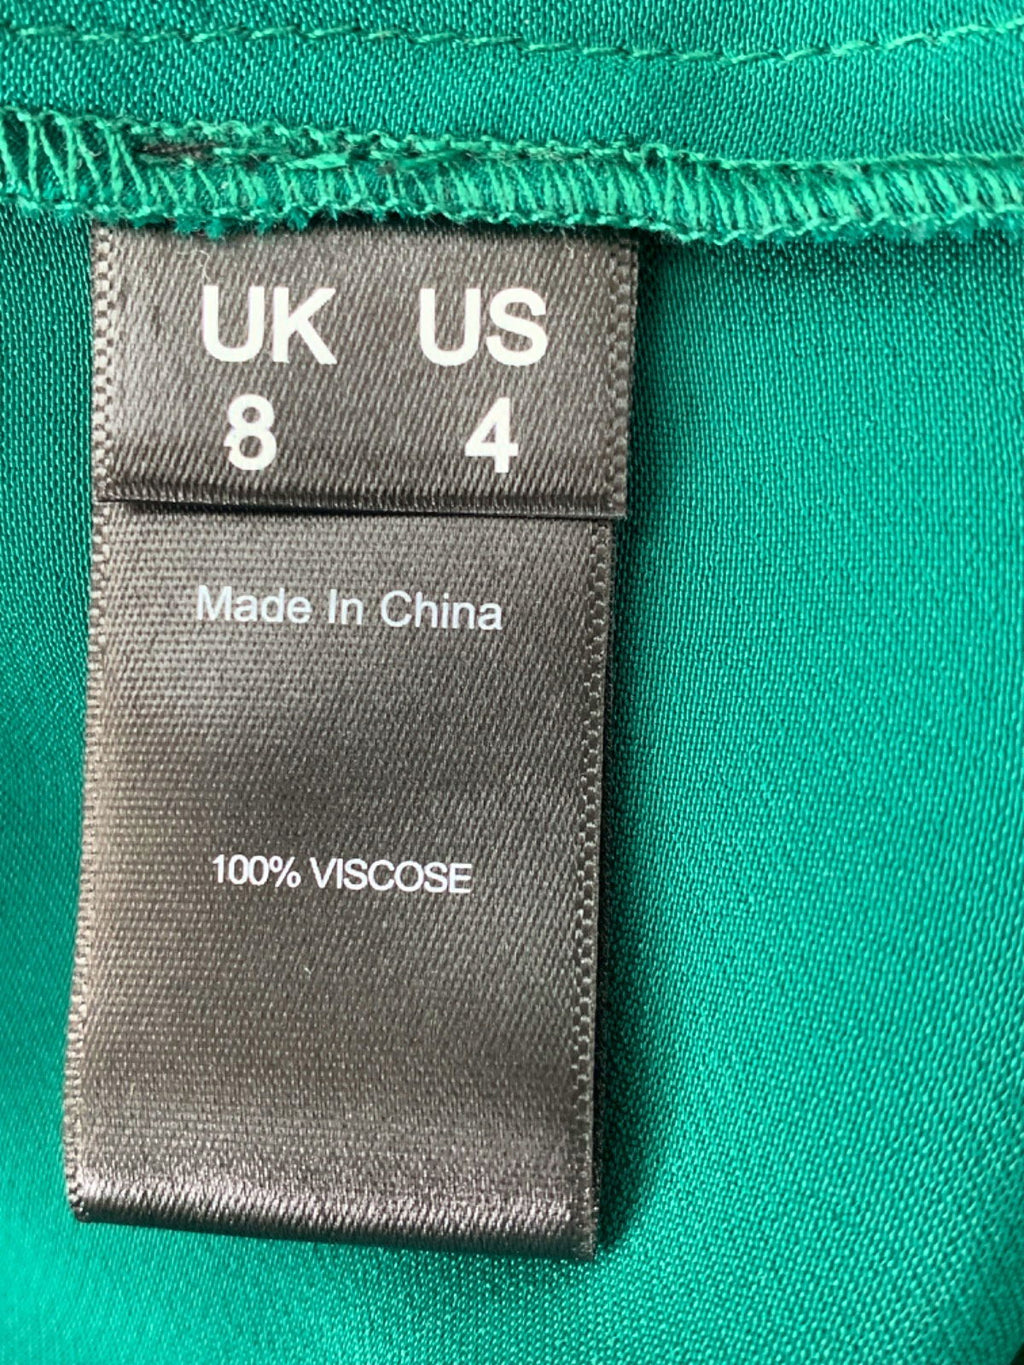 UK US
8 4
Made In China
100% VISCOSE